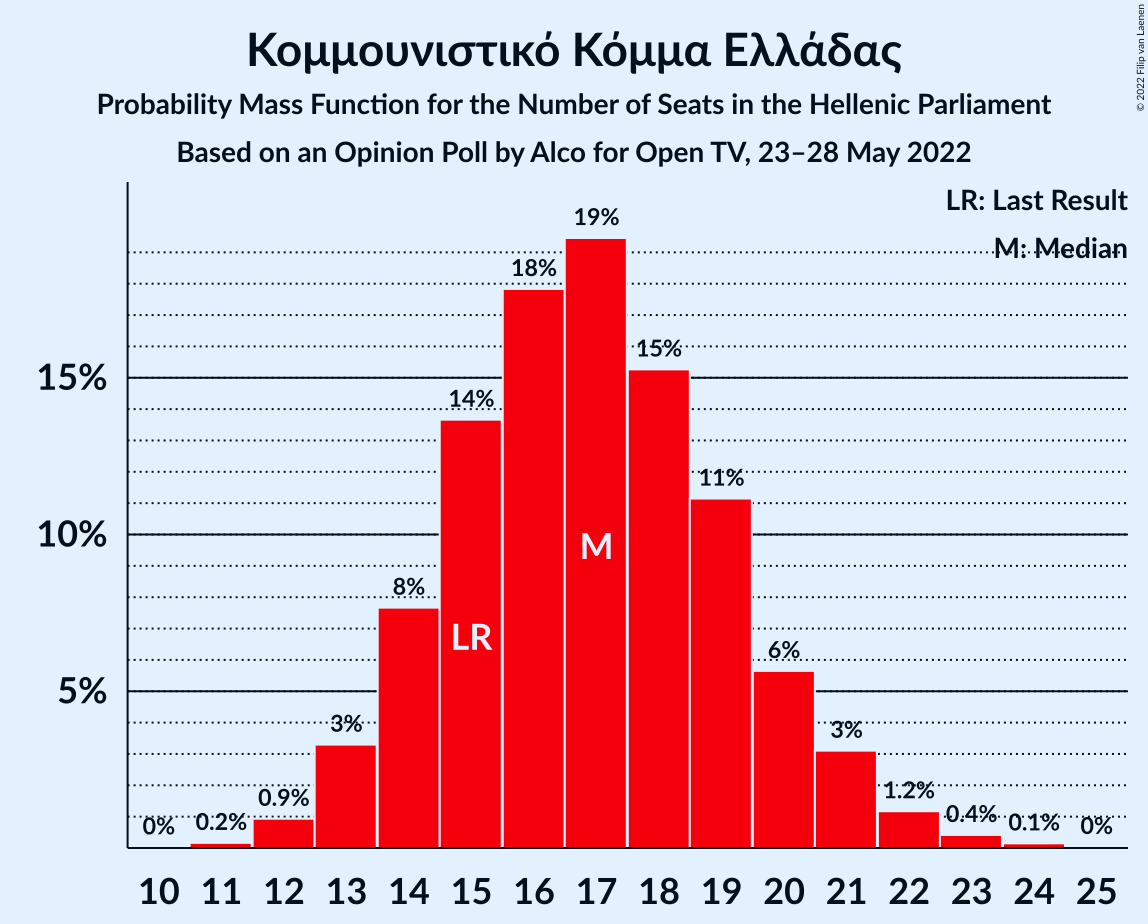 Κομμουνιστικό Κόμμα Ελλάδας
Probability Mass Function for the Number of Seats in the Hellenic Parliament
Based on an Opinion Poll by Alco for Open TV, 23–28 May 2022
© 2022 Filip van Laenen
LR: Last Result
M: Median
19%
18%
15%
15%
14%
11%
10%
M
8%
LR
6%
5%
3%
3%
0.9%
1.2%
0%
0.2%
0.4%
0.1%
0%
10 11 12 13 14 15 16 17 18 19 20 21 22 23 24 25